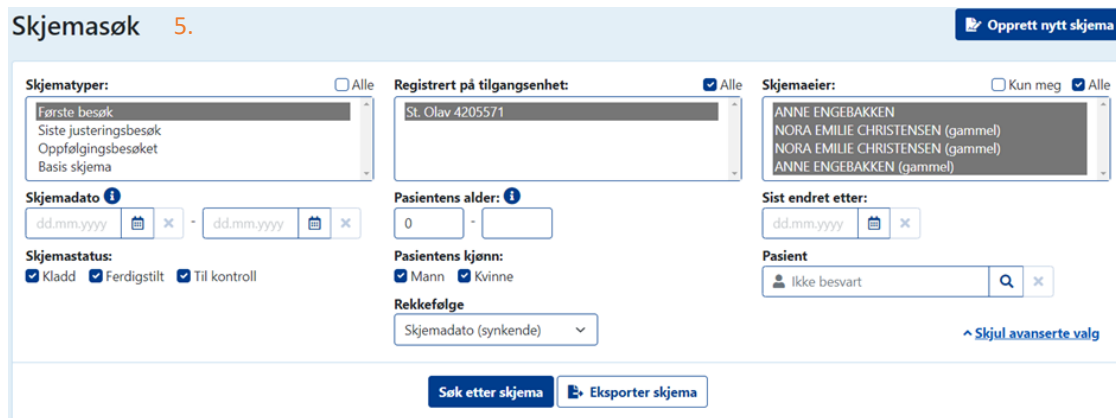 Skjemasøk 5.
Opprett nytt skjema
Skjematyper: Alle
Første besøk
Siste justeringsbesøk
Oppfølgingsbesøket
Basis skjema
Registrert på tilgangsenhet: Alle
St. Olav 4205571
Skjemaeier: Kun meg Alle
ANNE ENGEBAKKEN
NORA EMILIE CHRISTENSEN (gammel)
NORA EMILIE CHRISTENSEN (gammel)
ANNE ENGEBAKKEN (gammel)
Skjemadato
dd.mm.yyyy - dd.mm.yyyy
Pasientens alder:
0 -
Sist endret etter:
dd.mm.yyyy
Skjemastatus:
Kladd Ferdigstilt Til kontroll
Pasientens kjønn:
Mann Kvinne
Pasient
Ikke besvart
Rekkefølge
Skjemadato (synkende)
Skjul avanserte valg
Søk etter skjema
Eksporter skjema